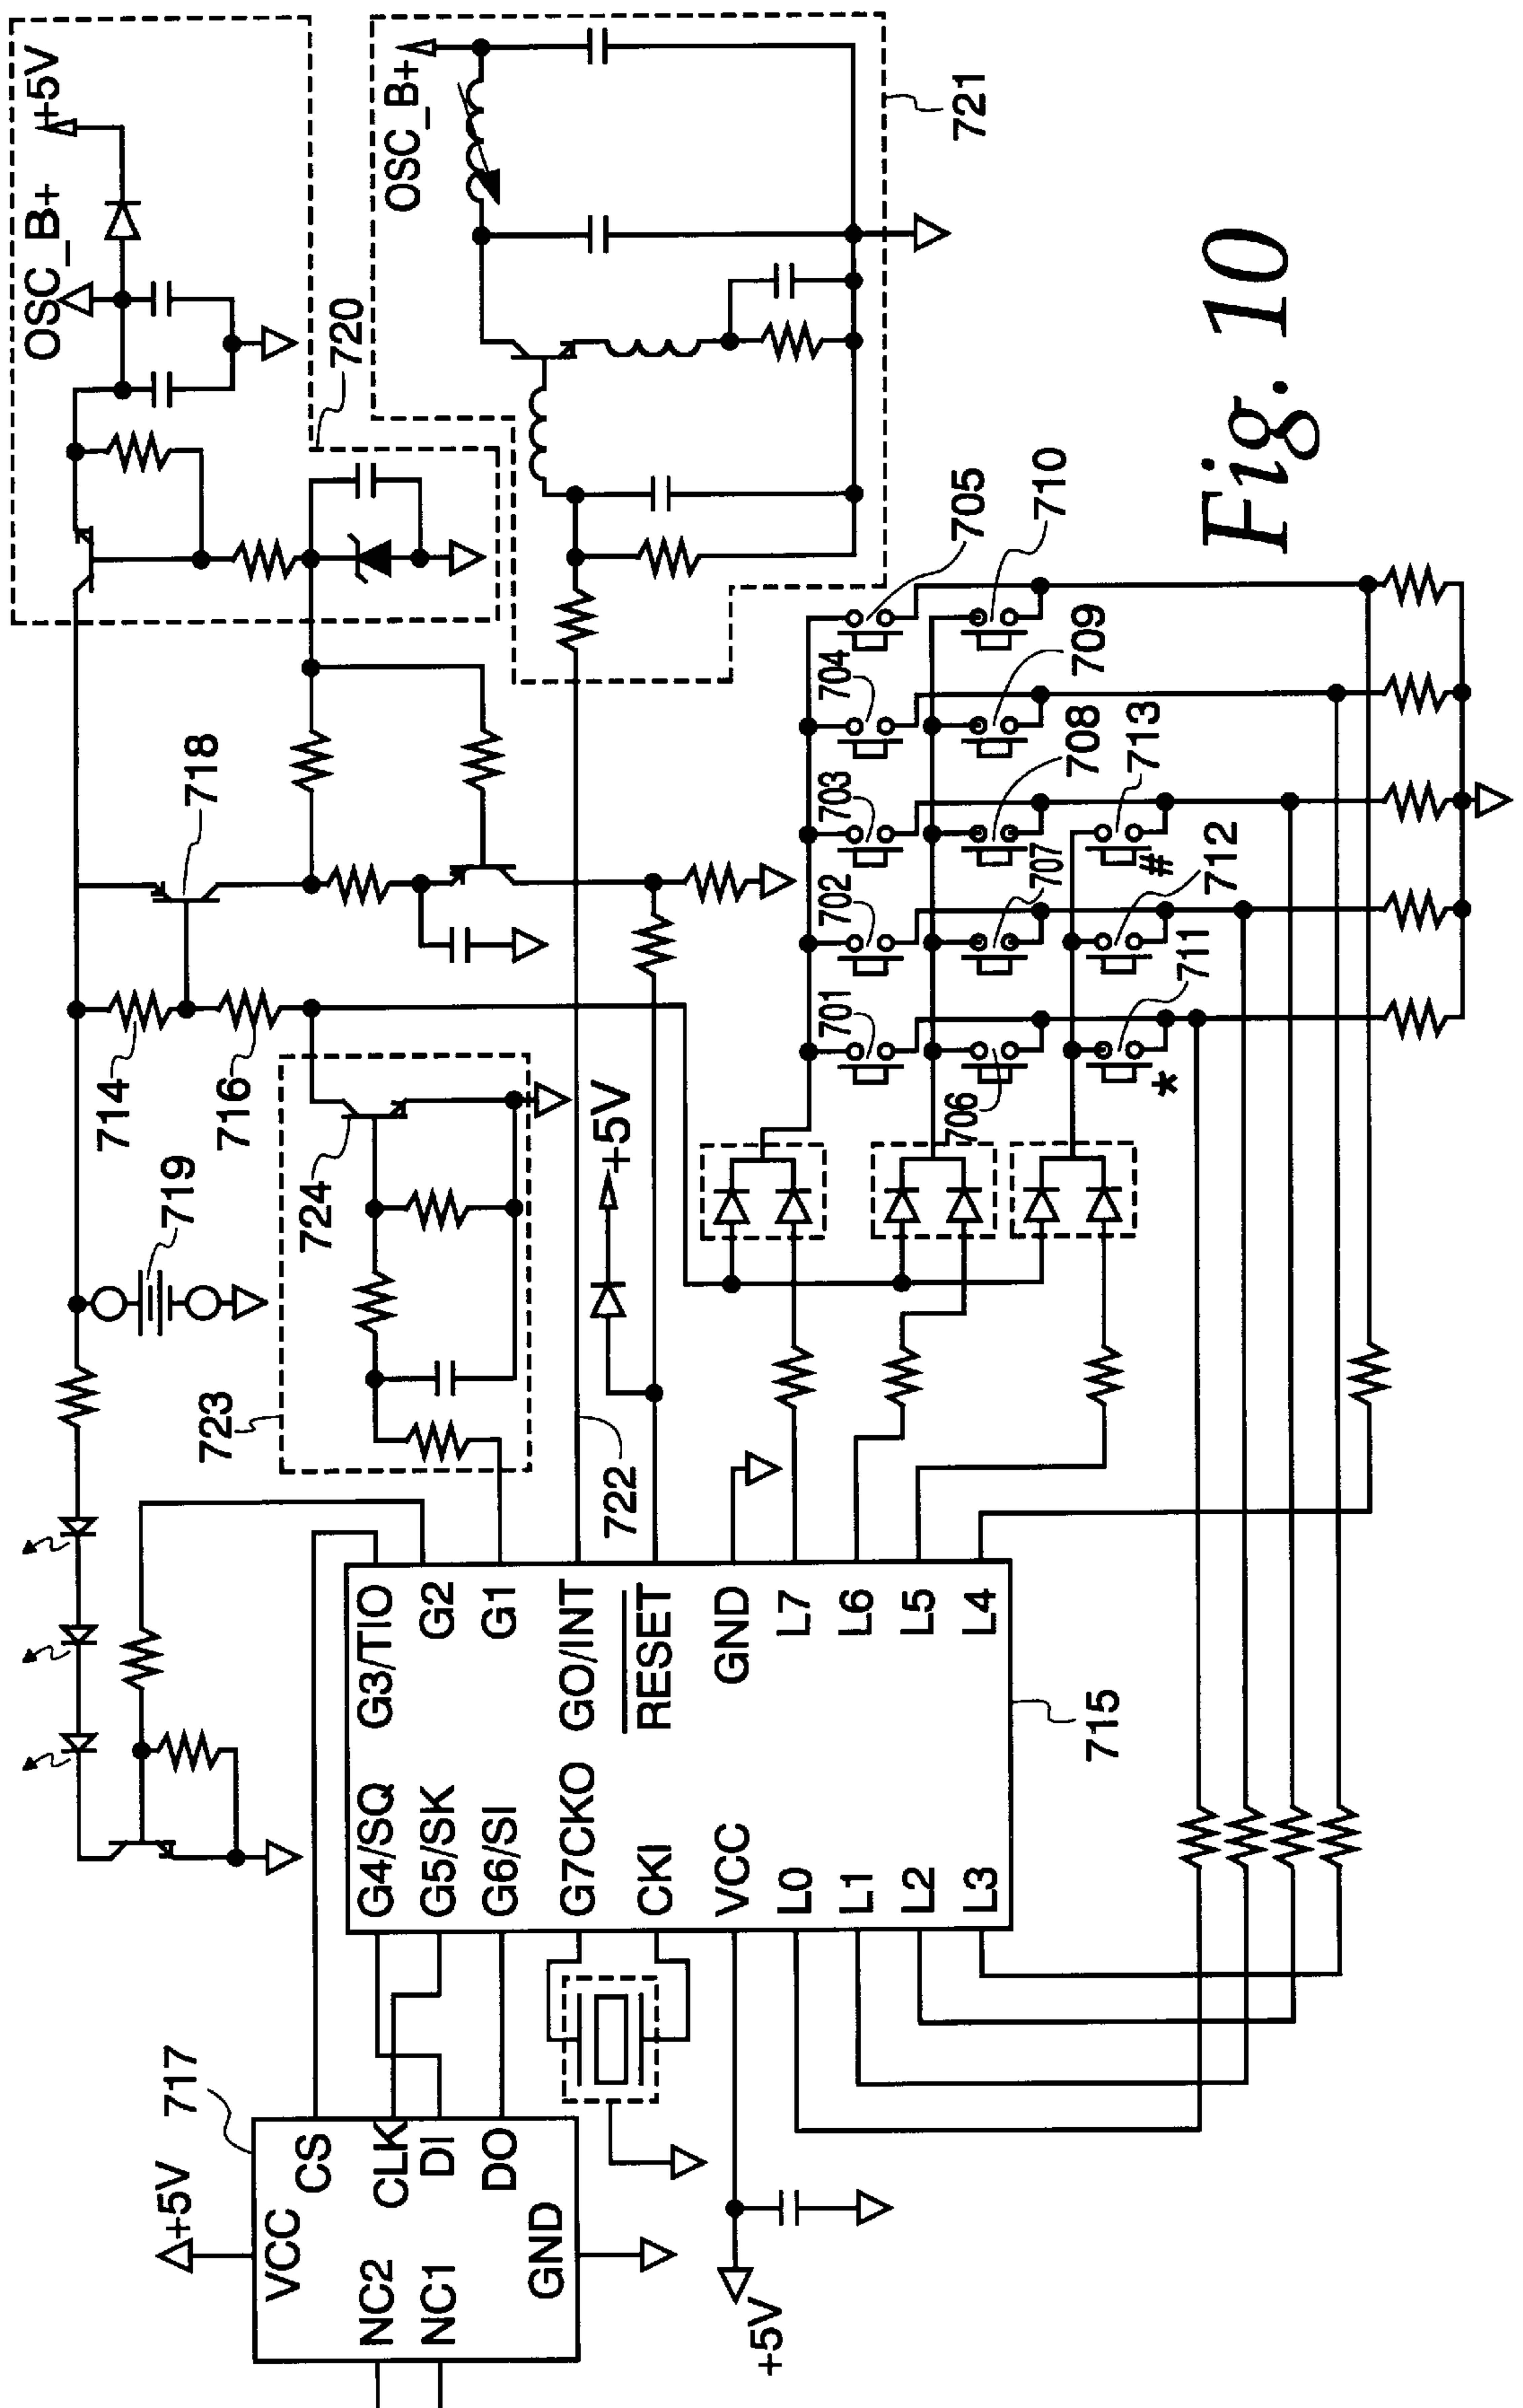 +5V
OSC_B+
720
OSC_B+
721
718
714
716
719
724
723
722
+5V
717
+5V
VCC
CS
CLK
DI
DO
NC2
NC1
GND
G4/SQ
G5/SK
G6/SI
G7CKO
CKI
VCC
L0
L1
L2
L3
G3/TIO
G2
G1
GO/INT
RESET
GND
L7
L6
L5
L4
715
+5V
701
702
703
704
705
706
707
708
709
710
711
712
713
*
#
Fig. 10